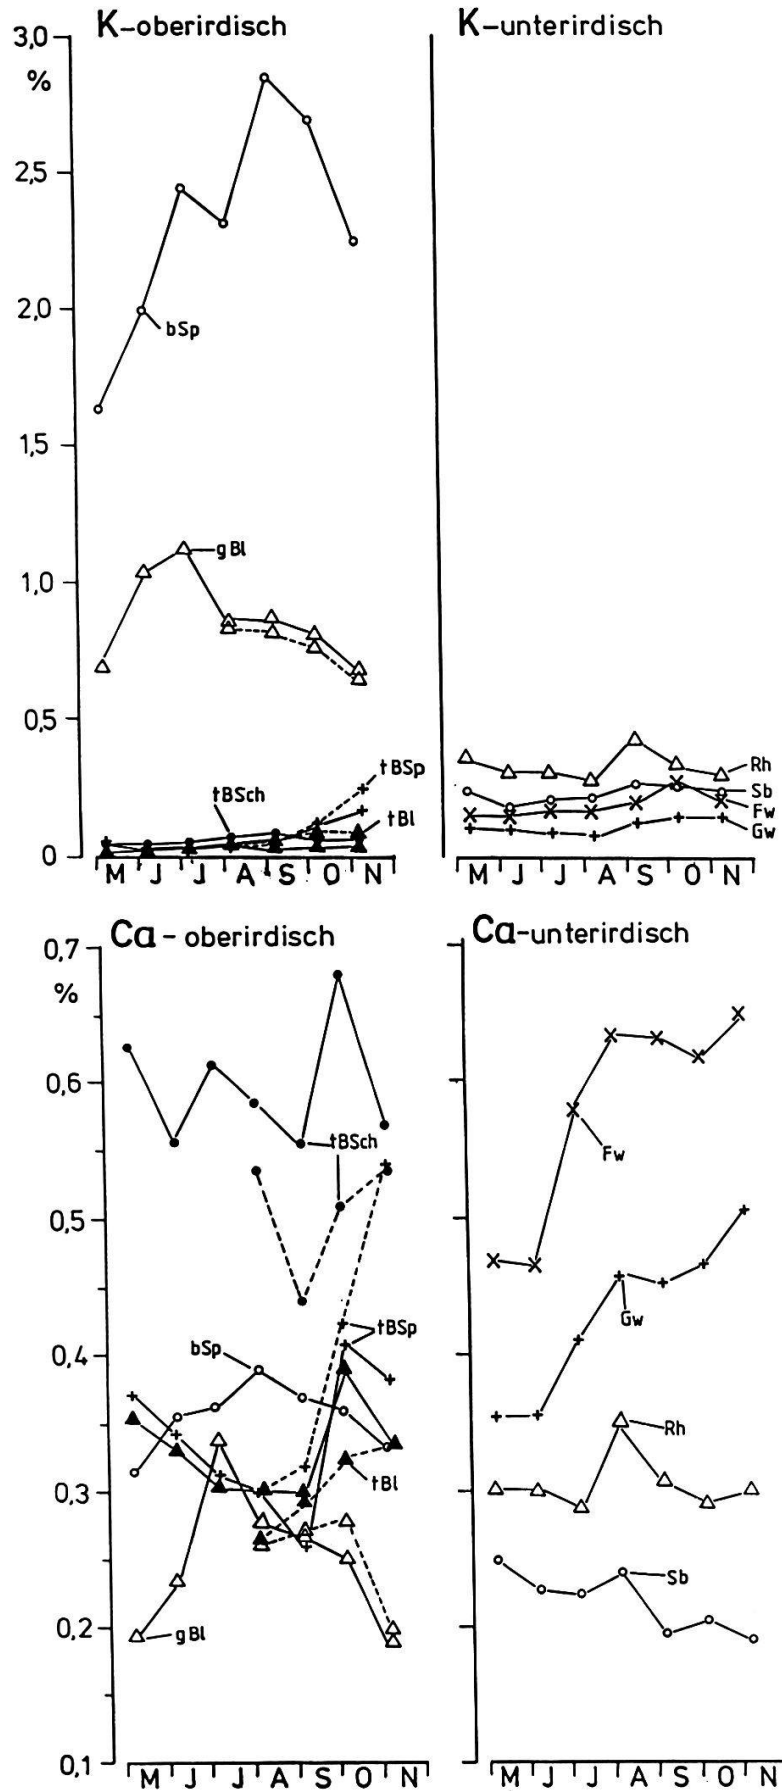 K-oberirdisch
K-unterirdisch
3,0
%
2,5
2,0
bSp
1,5
gBl
1,0
0,5
tBSp
tBSch
tBl
Rh
Sb
Fw
Gw
0
M J J A S O N
M J J A S O N
Ca - oberirdisch
Ca-unterirdisch
0,7
%
0,6
tBSch
Fw
0,5
Gw
tBSp
bSp
0,4
Rh
tBl
0,3
Sb
0,2
gBl
0,1
M J J A S O N
M J J A S O N